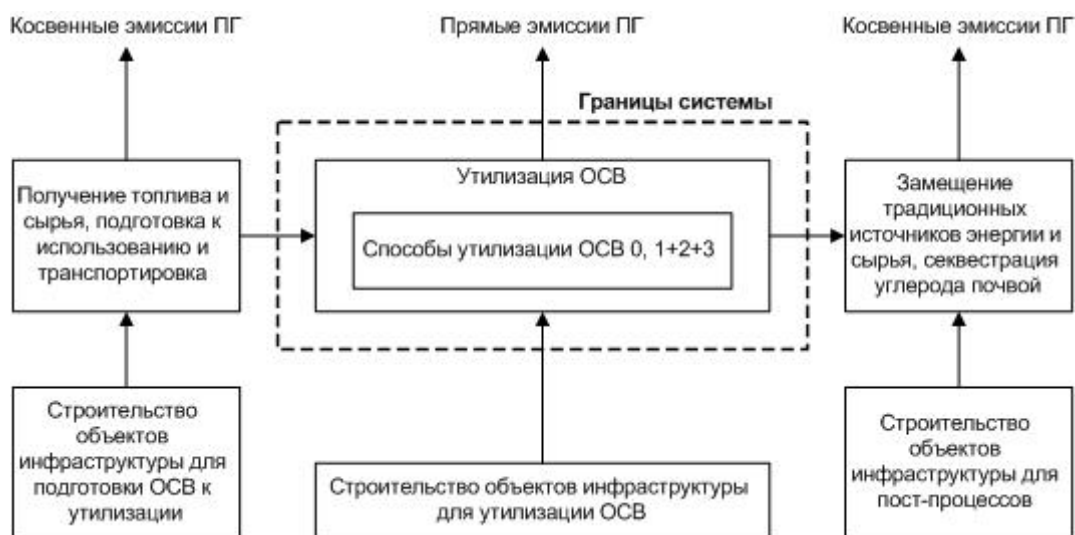 Косвенные эмиссии ПГ
Прямые эмиссии ПГ
Косвенные эмиссии ПГ
Границы системы
Получение топлива и
сырья, подготовка к
использованию и
транспортировка
Утилизация ОСВ
Способы утилизации ОСВ 0, 1+2+3
Замещение
традиционных
источников энергии и
сырья, секвестрация
углерода почвой
Строительство
объектов
инфраструктуры для
подготовки ОСВ к
утилизации
Строительство объектов инфраструктуры
для утилизации ОСВ
Строительство
объектов
инфраструктуры для
пост-процессов